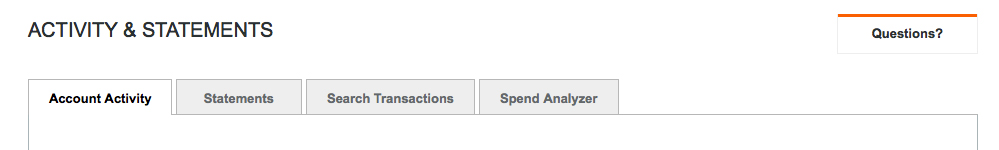 ACTIVITY & STATEMENTS
Questions?
Account Activity
Statements
Search Transactions
Spend Analyzer